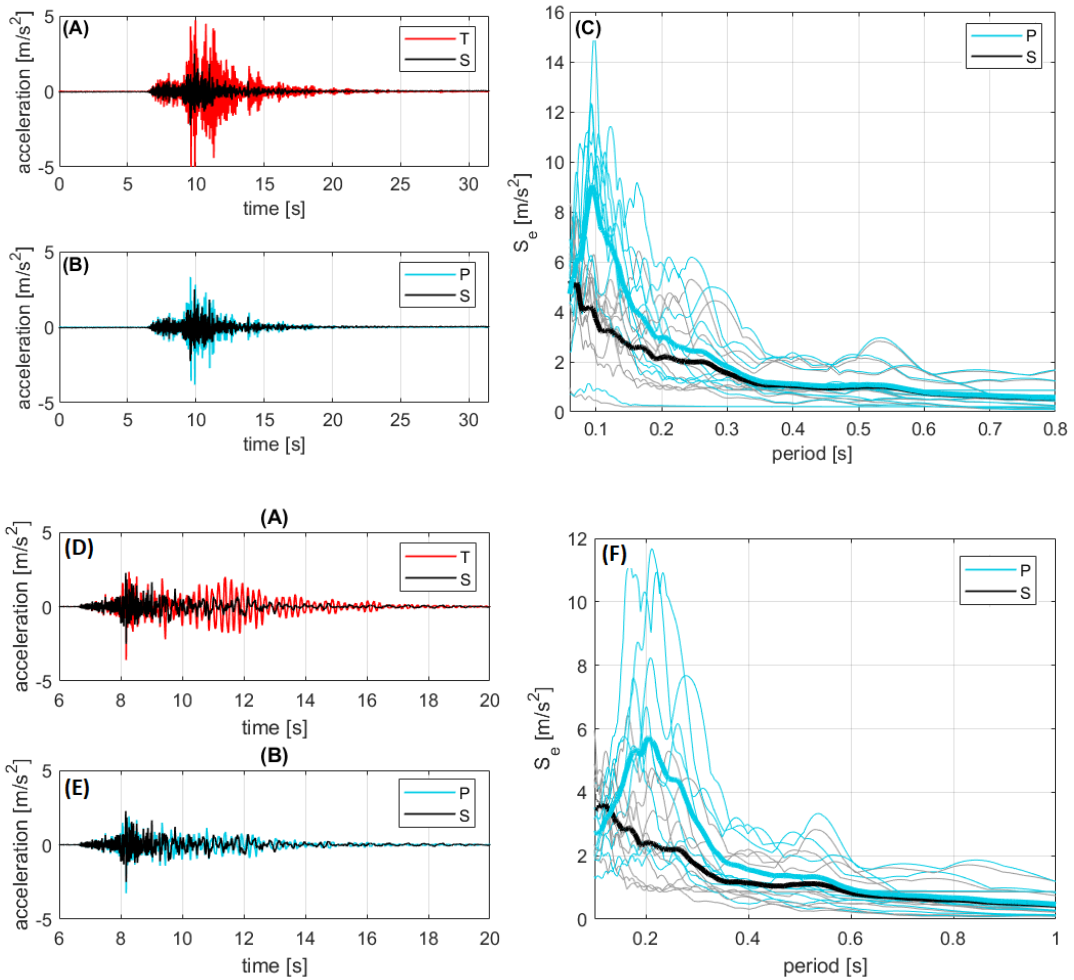 (A)
T
S
acceleration [m/s²]
5
0
-5
0 5 10 15 20 25 30
time [s]
(B)
P
S
acceleration [m/s²]
5
0
-5
0 5 10 15 20 25 30
time [s]
(C)
P
S
S_e [m/s²]
16
14
12
10
8
6
4
2
0
0.1 0.2 0.3 0.4 0.5 0.6 0.7 0.8
period [s]
(A)
(D)
T
S
acceleration [m/s²]
5
0
-5
6 8 10 12 14 16 18 20
time [s]
(B)
(E)
P
S
acceleration [m/s²]
5
0
-5
6 8 10 12 14 16 18 20
time [s]
(F)
P
S
S_e [m/s²]
12
10
8
6
4
2
0
0.2 0.4 0.6 0.8 1
period [s]